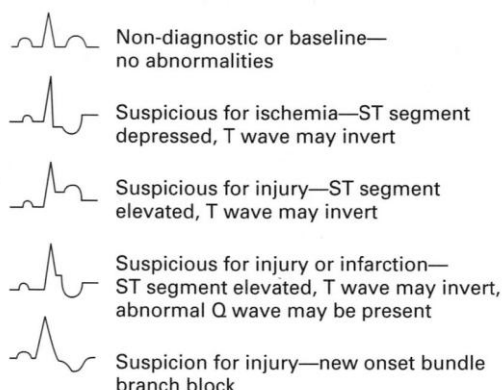 Non-diagnostic or baseline—
no abnormalities
Suspicious for ischemia—ST segment
depressed, T wave may invert
Suspicious for injury—ST segment
elevated, T wave may invert
Suspicious for injury or infarction—
ST segment elevated, T wave may invert,
abnormal Q wave may be present
Suspicion for injury—new onset bundle
branch block